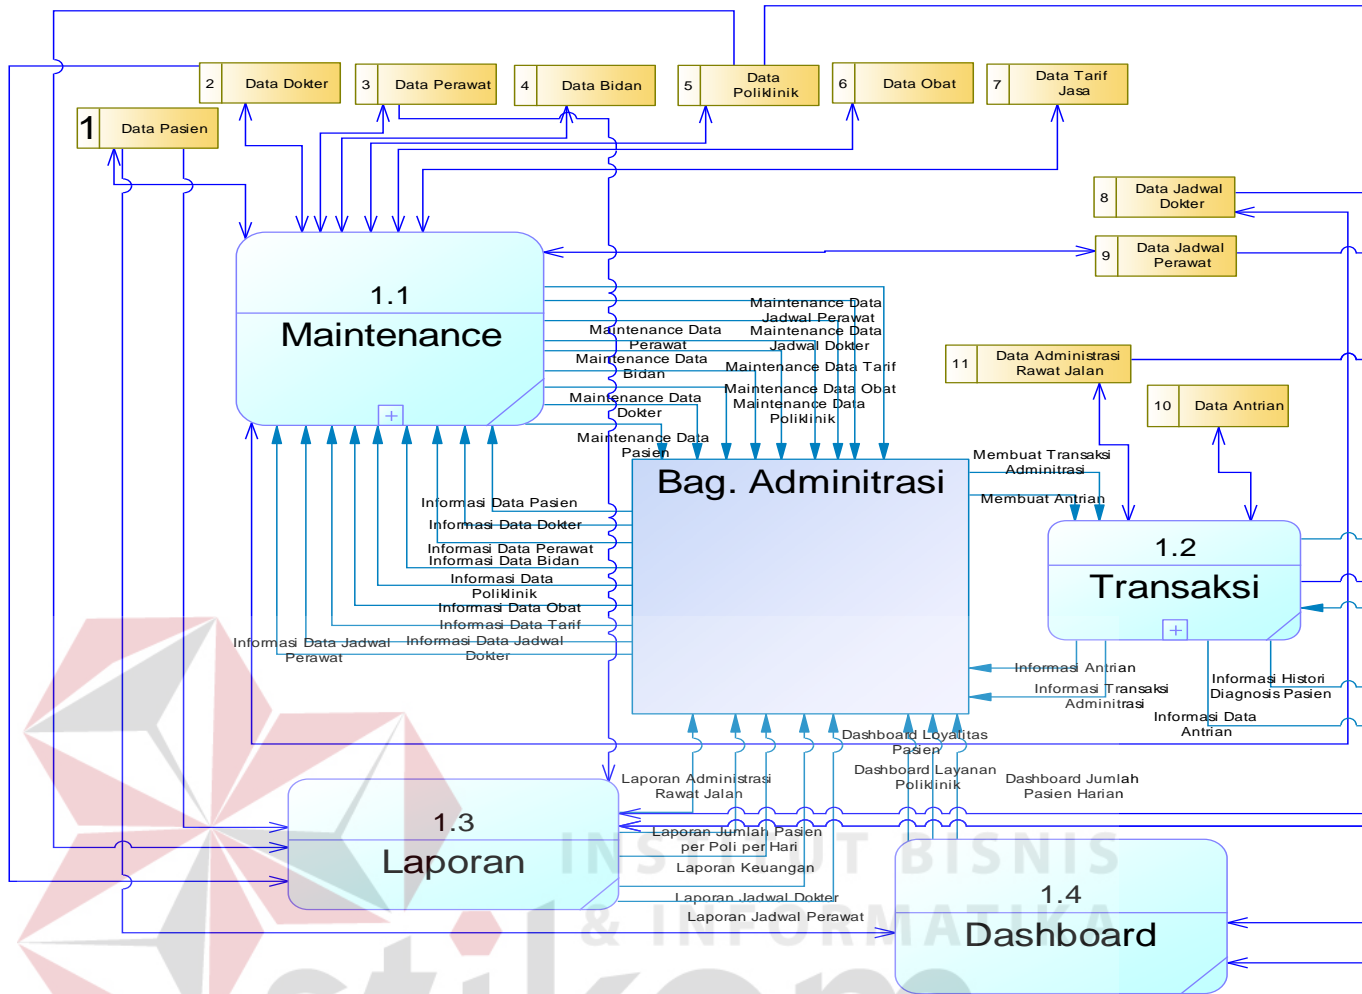 2
Data Dokter
3
Data Perawat
4
Data Bidan
5
Data
Poliklinik
6
Data Obat
7
Data Tarif
Jasa
1
Data Pasien
8
Data Jadwal
Dokter
9
Data Jadwal
Perawat
1.1
Maintenance
Maintenance Data
Jadwal Perawat
Maintenance Data
Perawat
Maintenance Data
Jadwal Dokter
Maintenance Data
Bidan
Maintenance Data Tarif
Maintenance Data Obat
Maintenance Data
Dokter
Maintenance Data
Poliklinik
Maintenance Data
Pasien
11
Data Administrasi
Rawat Jalan
10
Data Antrian
Bag. Adminitrasi
Membuat Transaksi
Adminitrasi
Membuat Antrian
1.2
Transaksi
Informasi Data Pasien
Informasi Data Dokter
Informasi Data Perawat
Informasi Data Bidan
Informasi Data
Poliklinik
Informasi Data Obat
Informasi Data Tarif
Informasi Data Jadwal
Perawat
Informasi Data Jadwal
Dokter
Informasi Antrian
Informasi Transaksi
Adminitrasi
Informasi Histori
Diagnosis Pasien
Informasi Data
Antrian
Dashboard Loyalitas
Pasien
Dashboard Layanan
Poliklinik
Dashboard Jumlah
Pasien Harian
Laporan Administrasi
Rawat Jalan
1.3
Laporan
Laporan Jumlah Pasien
per Poli per Hari
Laporan Keuangan
Laporan Jadwal Dokter
Laporan Jadwal Perawat
1.4
Dashboard
INSTITUT BISNIS
& INFORMATIKA
stikom